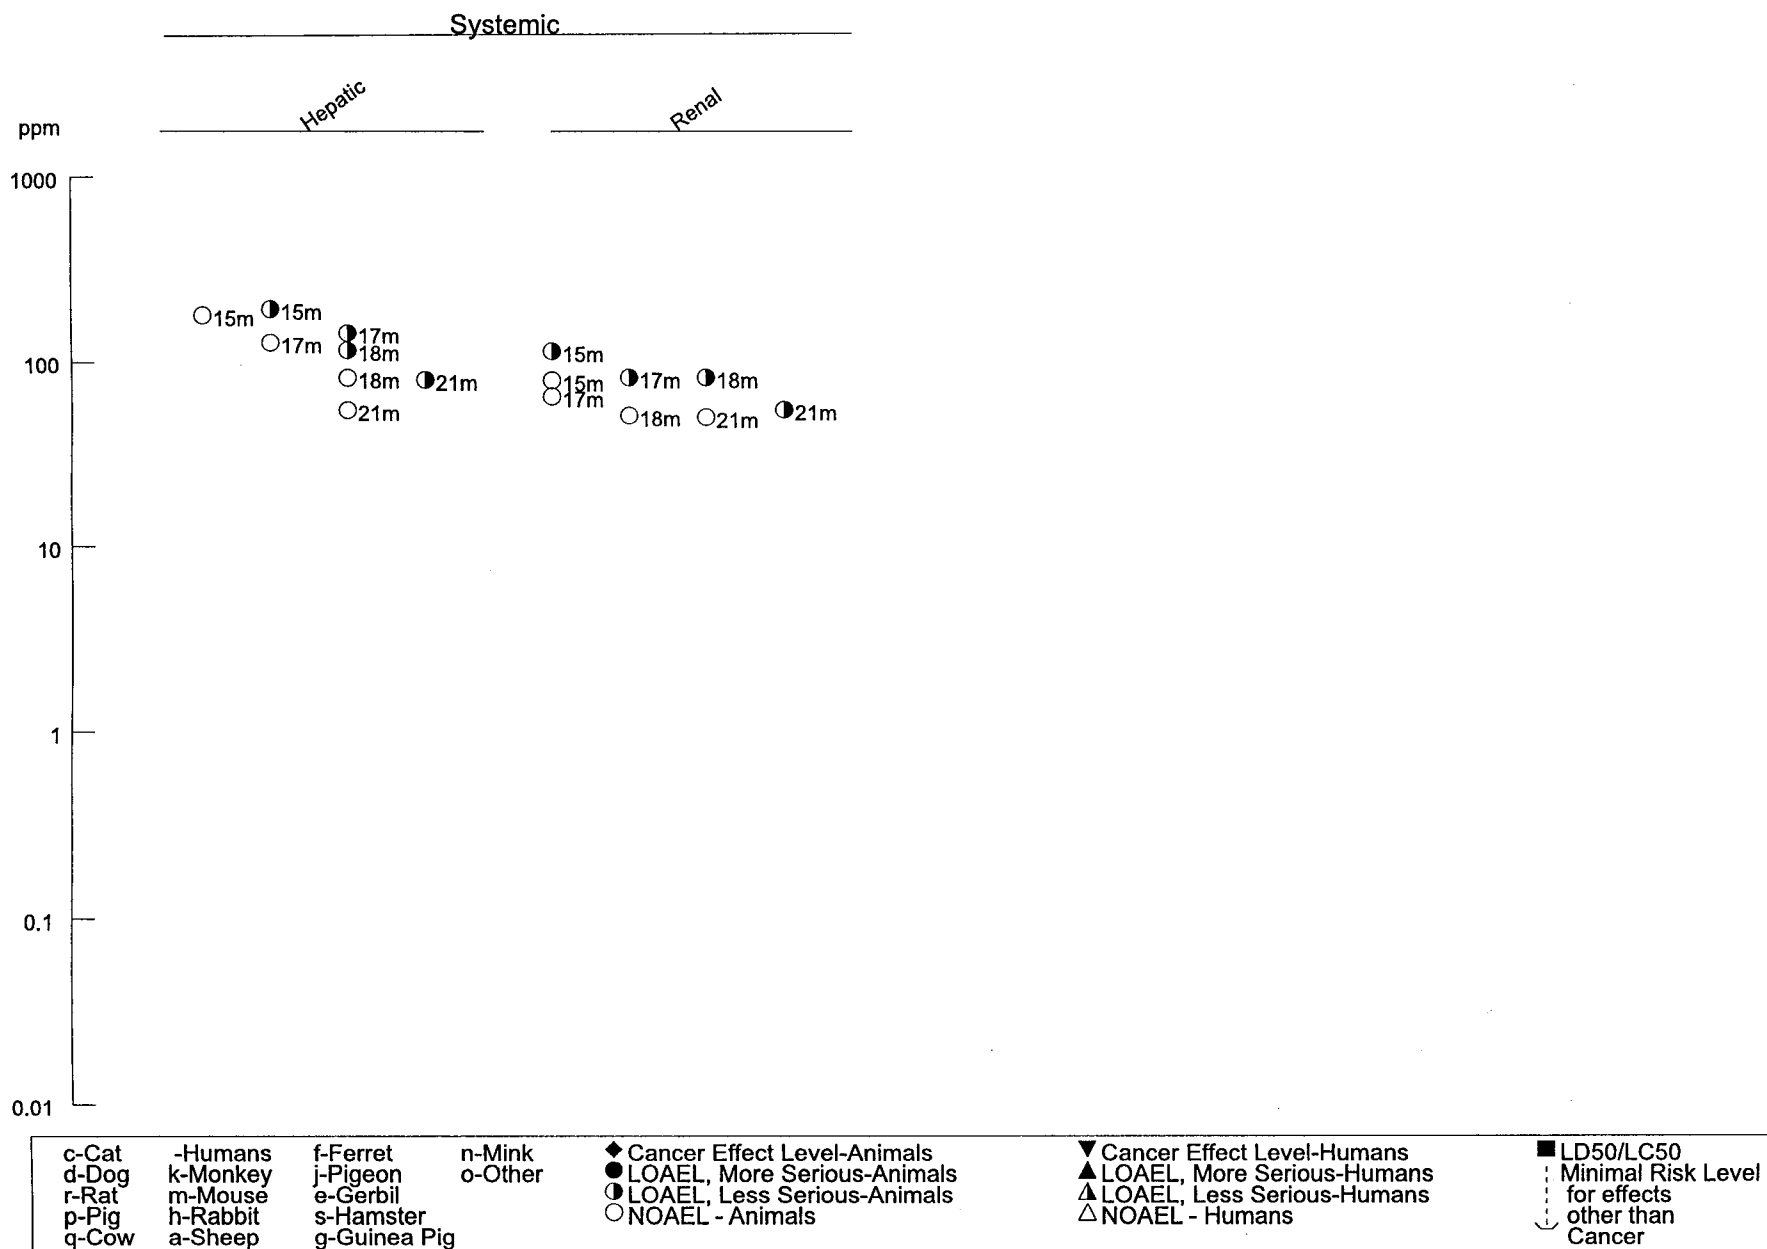 Systemic
Hepatic
Renal
ppm
1000
15m
15m
17m
17m
18m
15m
100
18m
21m
15m
17m
18m
17m
21m
18m
21m
21m
10
1
0.1
0.01
c-Cat -Humans f-Ferret n-Mink Cancer Effect Level-Animals Cancer Effect Level-Humans LD50/LC50
d-Dog k-Monkey j-Pigeon o-Other LOAEL, More Serious-Animals LOAEL, More Serious-Humans Minimal Risk Level
r-Rat m-Mouse e-Gerbil LOAEL, Less Serious-Animals LOAEL, Less Serious-Humans for effects
p-Pig h-Rabbit s-Hamster NOAEL - Animals NOAEL - Humans other than
q-Cow a-Sheep g-Guinea Pig Cancer